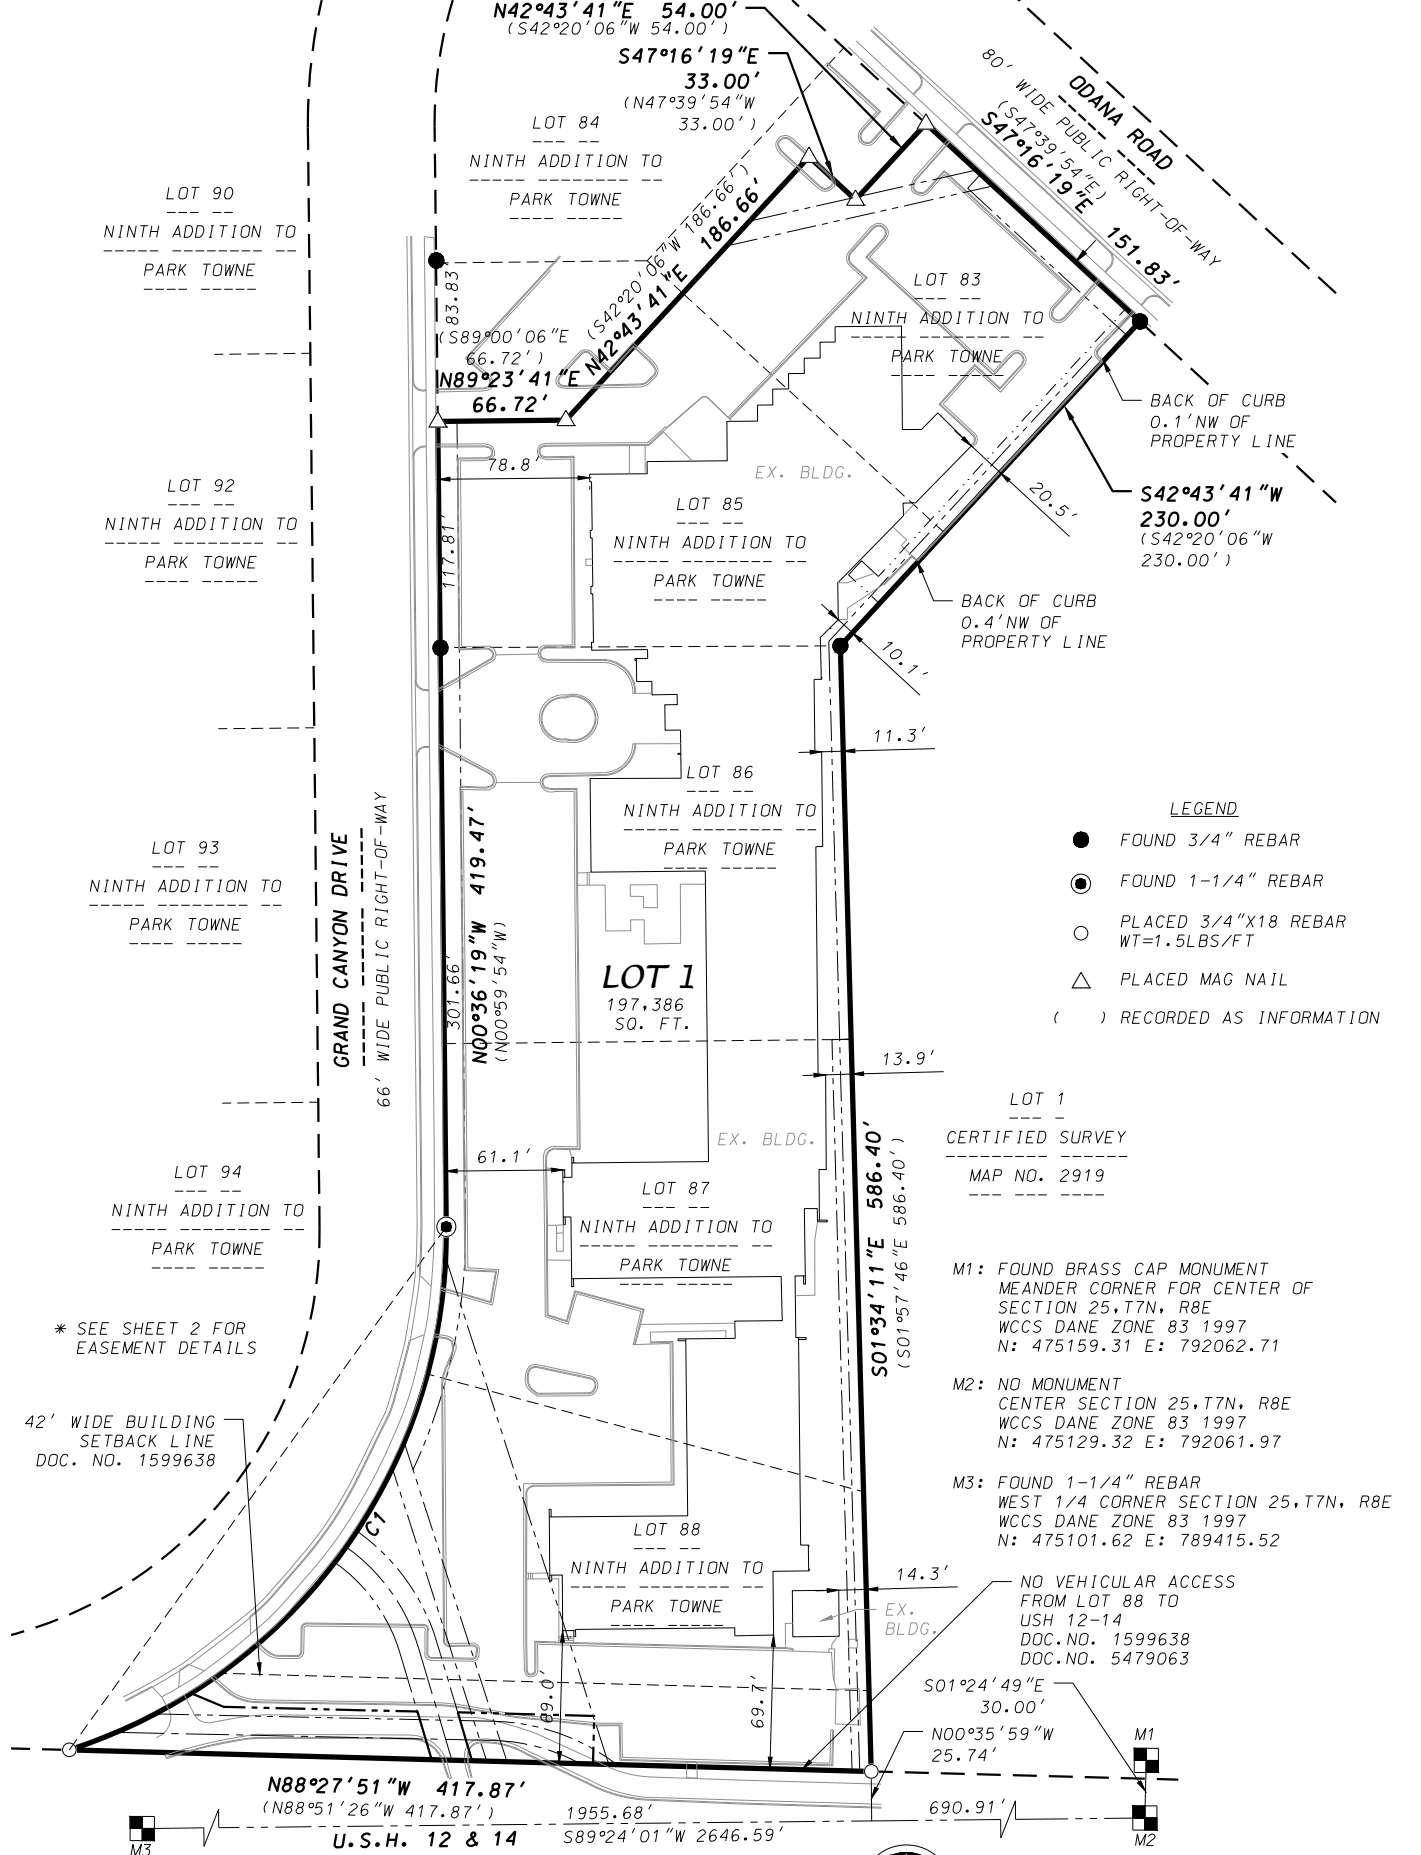 N42°43'41"E 54.00'
(S42°20'06"W 54.00')
S47°16'19"E
33.00'
(N47°39'54"W
33.00')
ODANA ROAD
80' WIDE PUBLIC RIGHT-OF-WAY
(S47°39'54"E)
S47°16'19"E 151.83'
LOT 84
NINTH ADDITION TO
PARK TOWNE
LOT 90
NINTH ADDITION TO
PARK TOWNE
(S42°20'06"W 186.66')
N42°43'41"E 186.66'
83.83'
(S89°00'06"E
66.72')
N89°23'41"E
66.72'
LOT 83
NINTH ADDITION TO
PARK TOWNE
BACK OF CURB
0.1'NW OF
PROPERTY LINE
S42°43'41"W
230.00'
(S42°20'06"W
230.00')
78.8'
EX. BLDG.
20.5'
LOT 92
NINTH ADDITION TO
PARK TOWNE
117.81'
LOT 85
NINTH ADDITION TO
PARK TOWNE
BACK OF CURB
0.4'NW OF
PROPERTY LINE
10.1'
11.3'
LOT 86
NINTH ADDITION TO
PARK TOWNE
LEGEND
FOUND 3/4" REBAR
FOUND 1-1/4" REBAR
PLACED 3/4"X18 REBAR
WT=1.5LBS/FT
PLACED MAG NAIL
( ) RECORDED AS INFORMATION
LOT 93
NINTH ADDITION TO
PARK TOWNE
GRAND CANYON DRIVE
66' WIDE PUBLIC RIGHT-OF-WAY
301.66'
N00°36'19"W 419.47'
(N00°59'54"W)
LOT 1
197,386
SQ. FT.
13.9'
LOT 1
CERTIFIED SURVEY
MAP NO. 2919
EX. BLDG.
61.1'
LOT 94
NINTH ADDITION TO
PARK TOWNE
LOT 87
NINTH ADDITION TO
PARK TOWNE
S01°34'11"E 586.40'
(S01°57'46"E 586.40')
M1: FOUND BRASS CAP MONUMENT
MEANDER CORNER FOR CENTER OF
SECTION 25,T7N, R8E
WCCS DANE ZONE 83 1997
N: 475159.31 E: 792062.71
M2: NO MONUMENT
CENTER SECTION 25,T7N, R8E
WCCS DANE ZONE 83 1997
N: 475129.32 E: 792061.97
M3: FOUND 1-1/4" REBAR
WEST 1/4 CORNER SECTION 25,T7N, R8E
WCCS DANE ZONE 83 1997
N: 475101.62 E: 789415.52
* SEE SHEET 2 FOR
EASEMENT DETAILS
42' WIDE BUILDING
SETBACK LINE
DOC. NO. 1599638
C1
LOT 88
NINTH ADDITION TO
PARK TOWNE
14.3'
EX.
BLDG.
NO VEHICULAR ACCESS
FROM LOT 88 TO
USH 12-14
DOC.NO. 1599638
DOC.NO. 5479063
S01°24'49"E
30.00'
N00°35'59"W
25.74'
69.0'
69.7'
M1
N88°27'51"W 417.87'
(N88°51'26"W 417.87')
1955.68'
690.91'
U.S.H. 12 & 14
S89°24'01"W 2646.59'
M3
M2